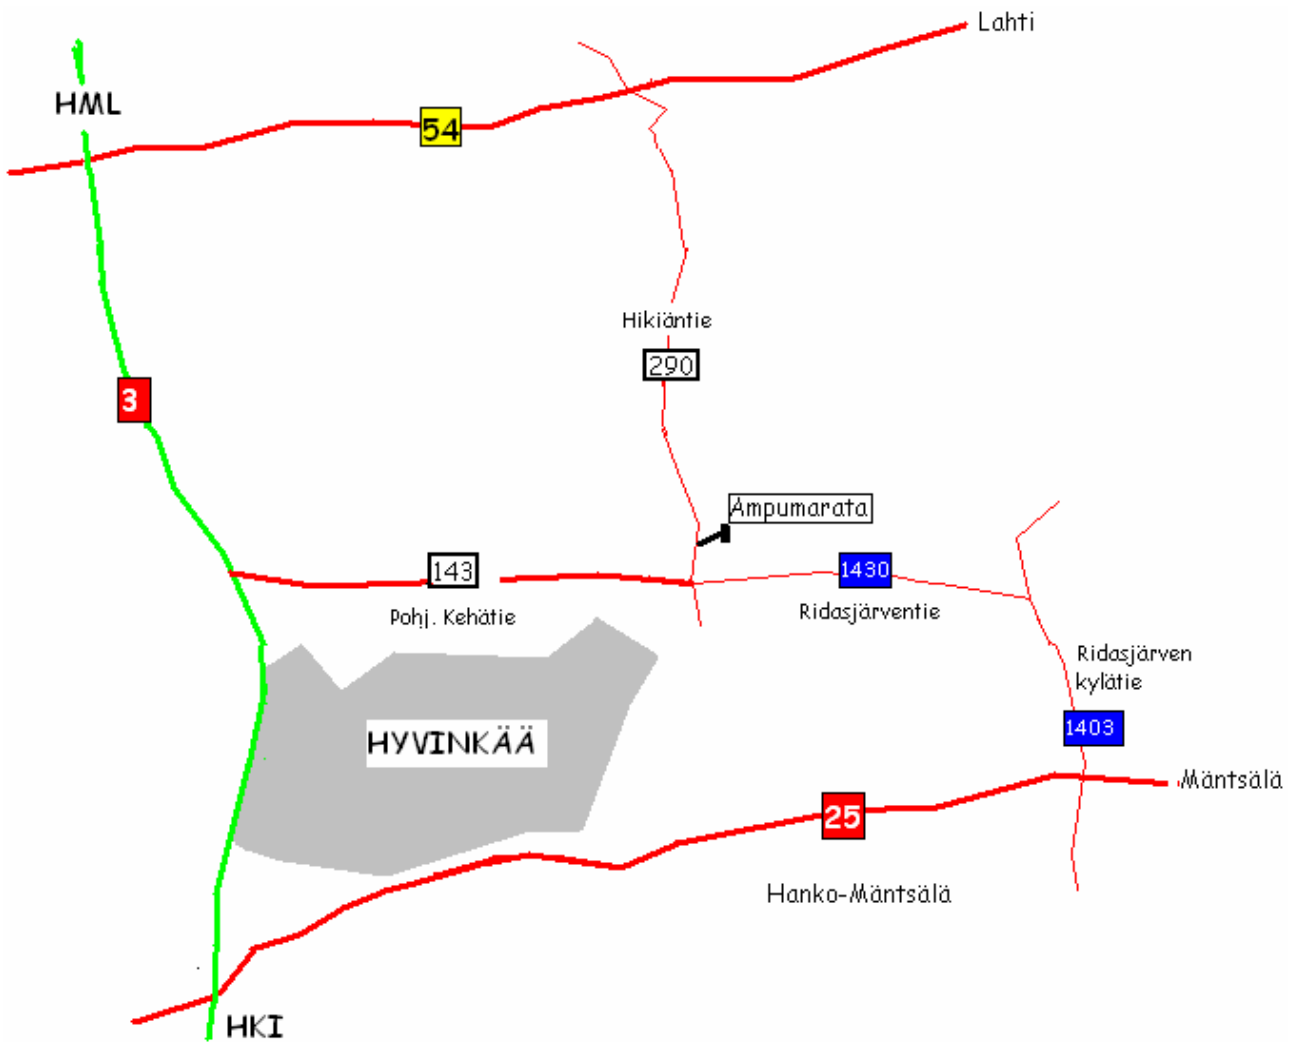 Lahti
HML
54
Hikiäntie
290
3
Ampumarata
143
1430
Pohj. Kehätie
Ridasjärventie
Ridasjärven
kylätie
1403
HYVINKÄÄ
Mäntsälä
25
Hanko-Mäntsälä
HKI